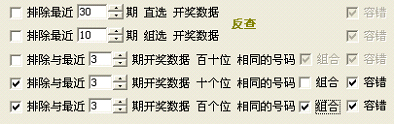 排除最近 30 期 直选 开奖数据 反查 容错
排除最近 10 期 组选 开奖数据 容错
排除与最近 3 期开奖数据 百十位 相同的号码 组合 容错
排除与最近 3 期开奖数据 十个位 相同的号码 组合 容错
排除与最近 3 期开奖数据 百个位 相同的号码 组合 容错